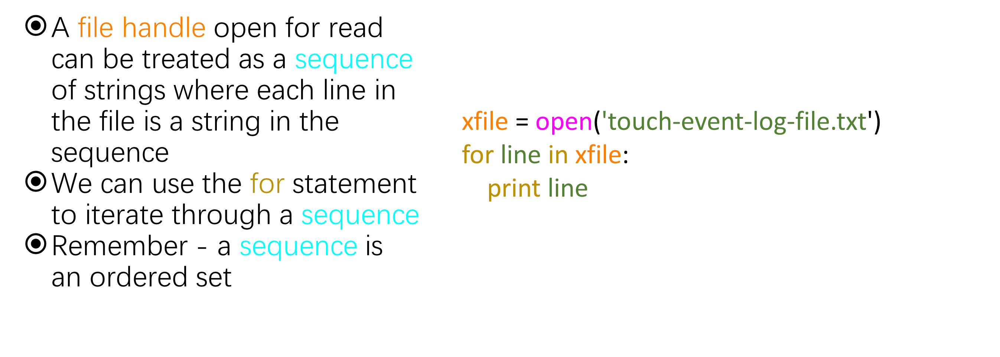 A file handle open for read
can be treated as a sequence
of strings where each line in
the file is a string in the
sequence
We can use the for statement
to iterate through a sequence
Remember - a sequence is
an ordered set
xfile = open('touch-event-log-file.txt')
for line in xfile:
    print line